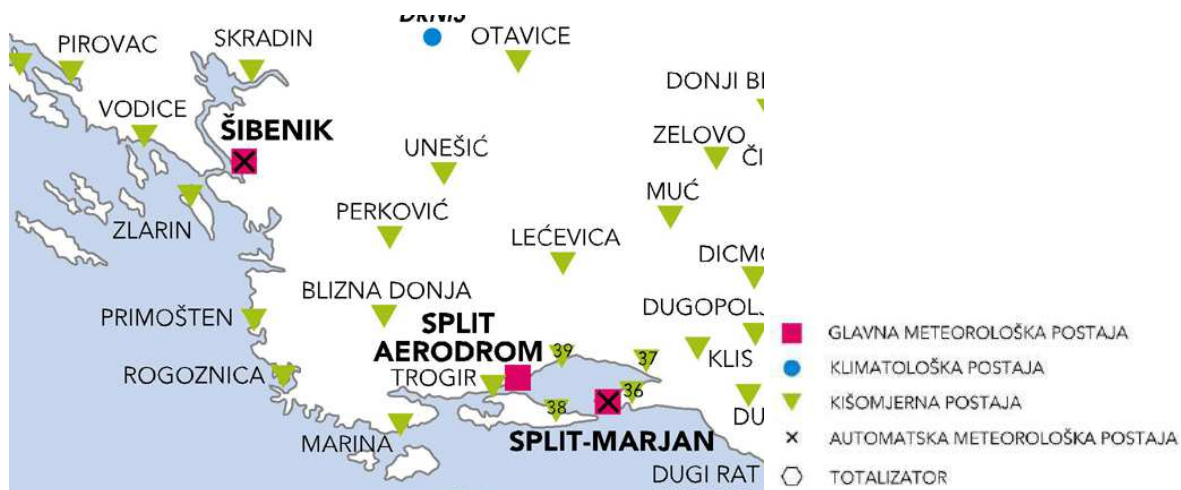 DRNIŠ
PIROVAC
SKRADIN
OTAVICE
DONJI
VODICE
ŠIBENIK
ZELOVO
UNEŠIĆ
MUĆ
ZLARIN
PERKOVIĆ
LEĆEVICA
BLIZNA DONJA
PRIMOŠTEN
SPLIT
AERODROM
39
37
KLIS
ROGOZNICA
TROGIR
36
38
MARINA
SPLIT-MARJAN
DUGI RAT
GLAVNA METEOROLOŠKA POSTAJA
KLIMATOLOŠKA POSTAJA
KIŠOMJERNA POSTAJA
AUTOMATSKA METEOROLOŠKA POSTAJA
TOTALIZATOR